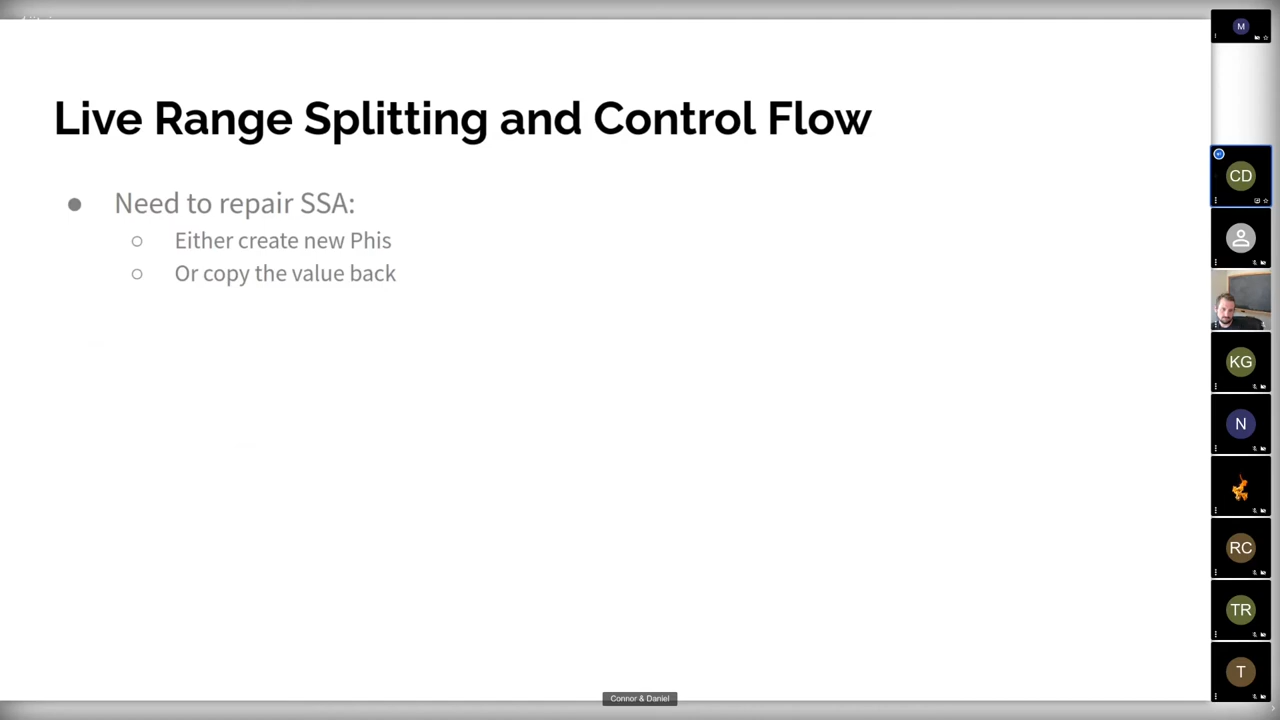 Live Range Splitting and Control Flow
● Need to repair SSA:
○ Either create new Phis
○ Or copy the value back
M
CD
KG
N
RC
TR
T
Connor & Daniel